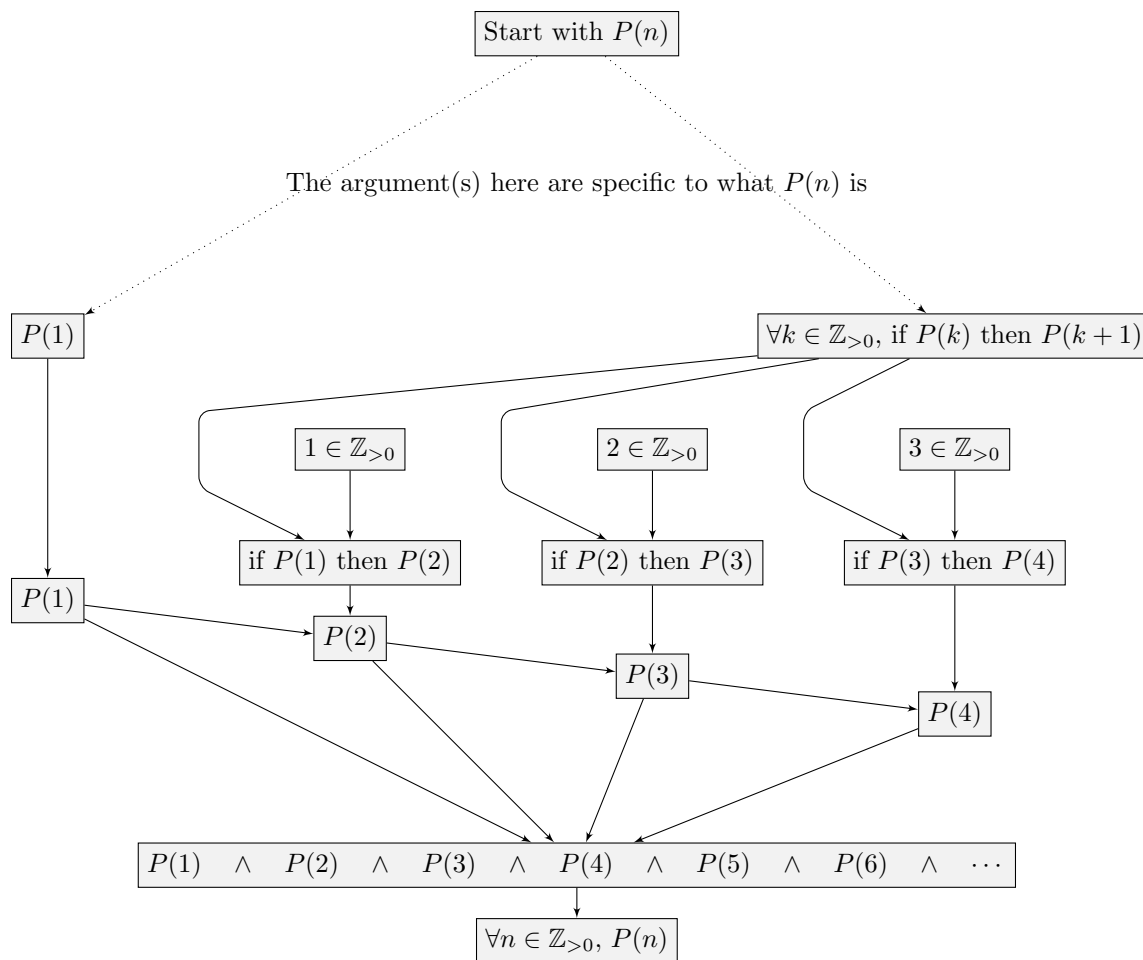 Start with P(n)
The argument(s) here are specific to what P(n) is
P(1)
∀k ∈ ℤ>0, if P(k) then P(k + 1)
1 ∈ ℤ>0
2 ∈ ℤ>0
3 ∈ ℤ>0
if P(1) then P(2)
if P(2) then P(3)
if P(3) then P(4)
P(1)
P(2)
P(3)
P(4)
P(1) ∧ P(2) ∧ P(3) ∧ P(4) ∧ P(5) ∧ P(6) ∧ ⋯
∀n ∈ ℤ>0, P(n)